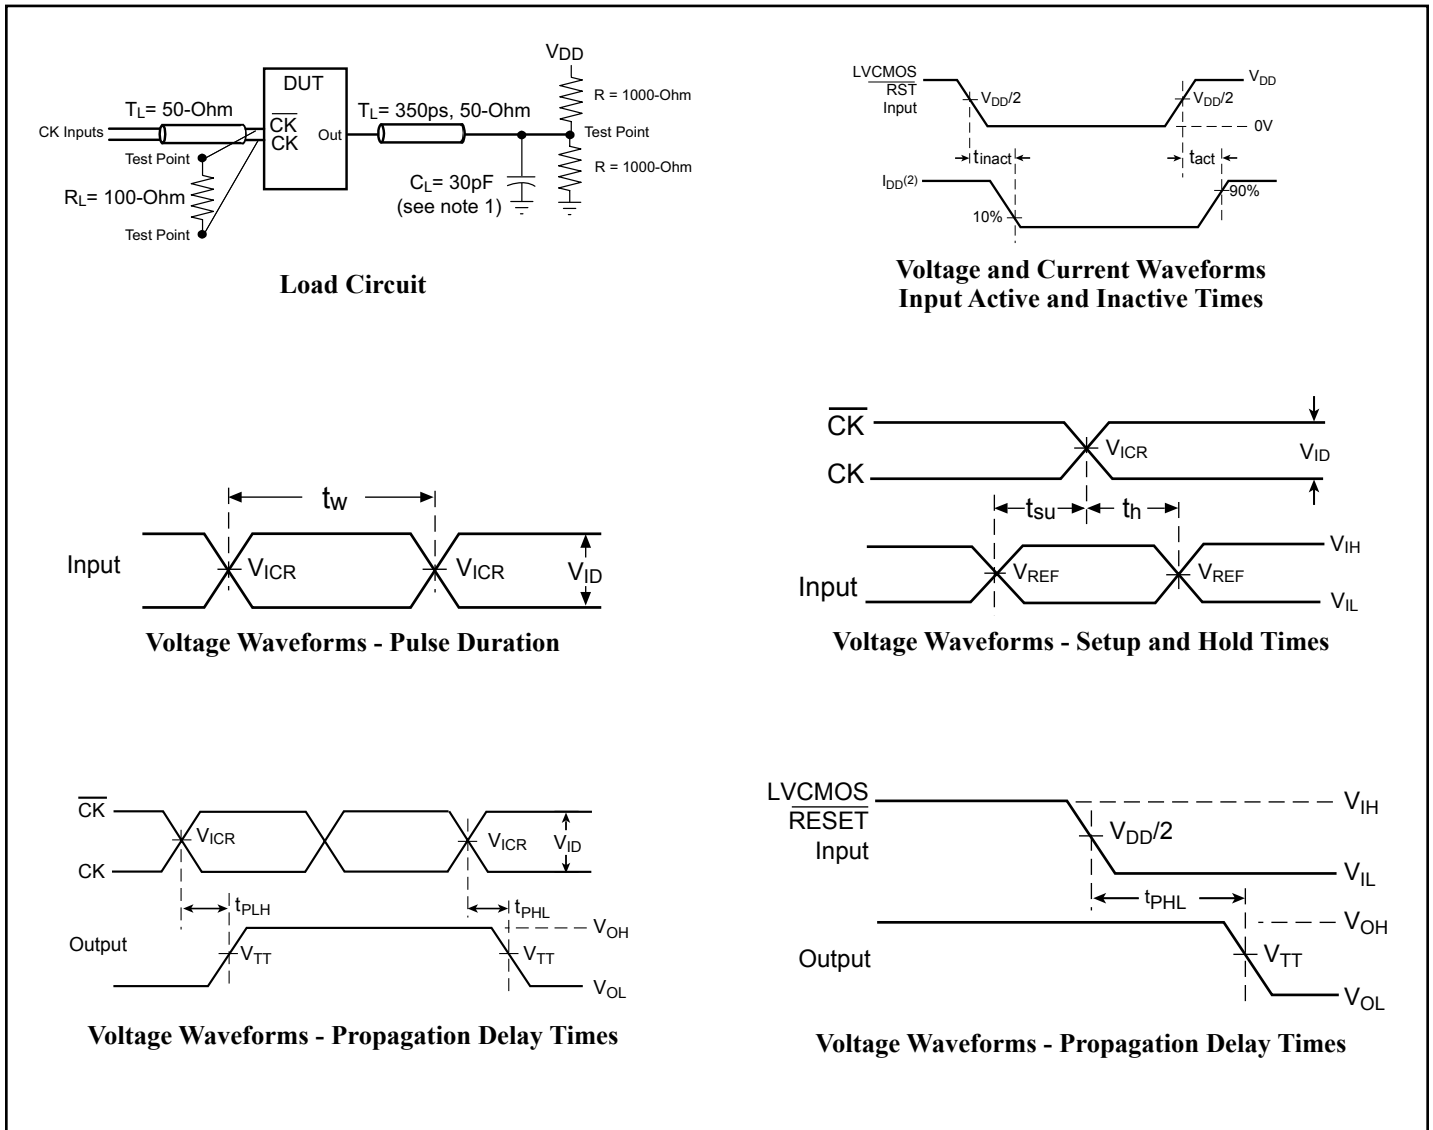 VDD
DUT
R = 1000-Ohm
TL= 50-Ohm
TL= 350ps, 50-Ohm
CK Inputs
CK
CK
Out
Test Point
Test Point
R = 1000-Ohm
RL= 100-Ohm
CL= 30pF
(see note 1)
Test Point
Load Circuit
LVCMOS
RST
Input
VDD
VDD/2
VDD/2
0V
tinact
tact
IDD(2)
90%
10%
Voltage and Current Waveforms
Input Active and Inactive Times
tw
Input
VICR
VICR
VID
Voltage Waveforms - Pulse Duration
CK
VICR
VID
CK
tsu
th
VIH
VREF
VREF
Input
VIL
Voltage Waveforms - Setup and Hold Times
CK
VICR
VICR
VID
CK
tPLH
tPHL
VOH
Output
VTT
VTT
VOL
Voltage Waveforms - Propagation Delay Times
LVCMOS
RESET
Input
VIH
VDD/2
VIL
tPHL
VOH
Output
VTT
VOL
Voltage Waveforms - Propagation Delay Times